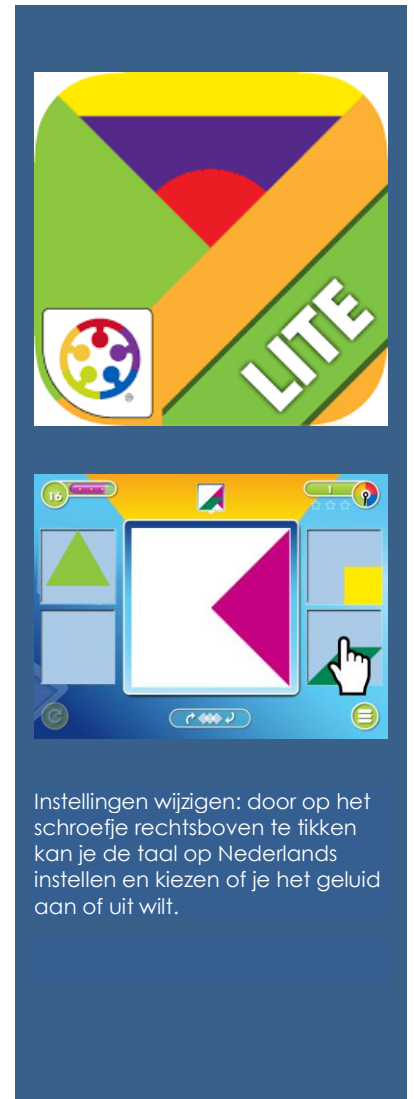 LITE
®
16
1
Instellingen wijzigen: door op het
schroefje rechtsboven te tikken
kan je de taal op Nederlands
instellen en kiezen of je het geluid
aan of uit wilt.